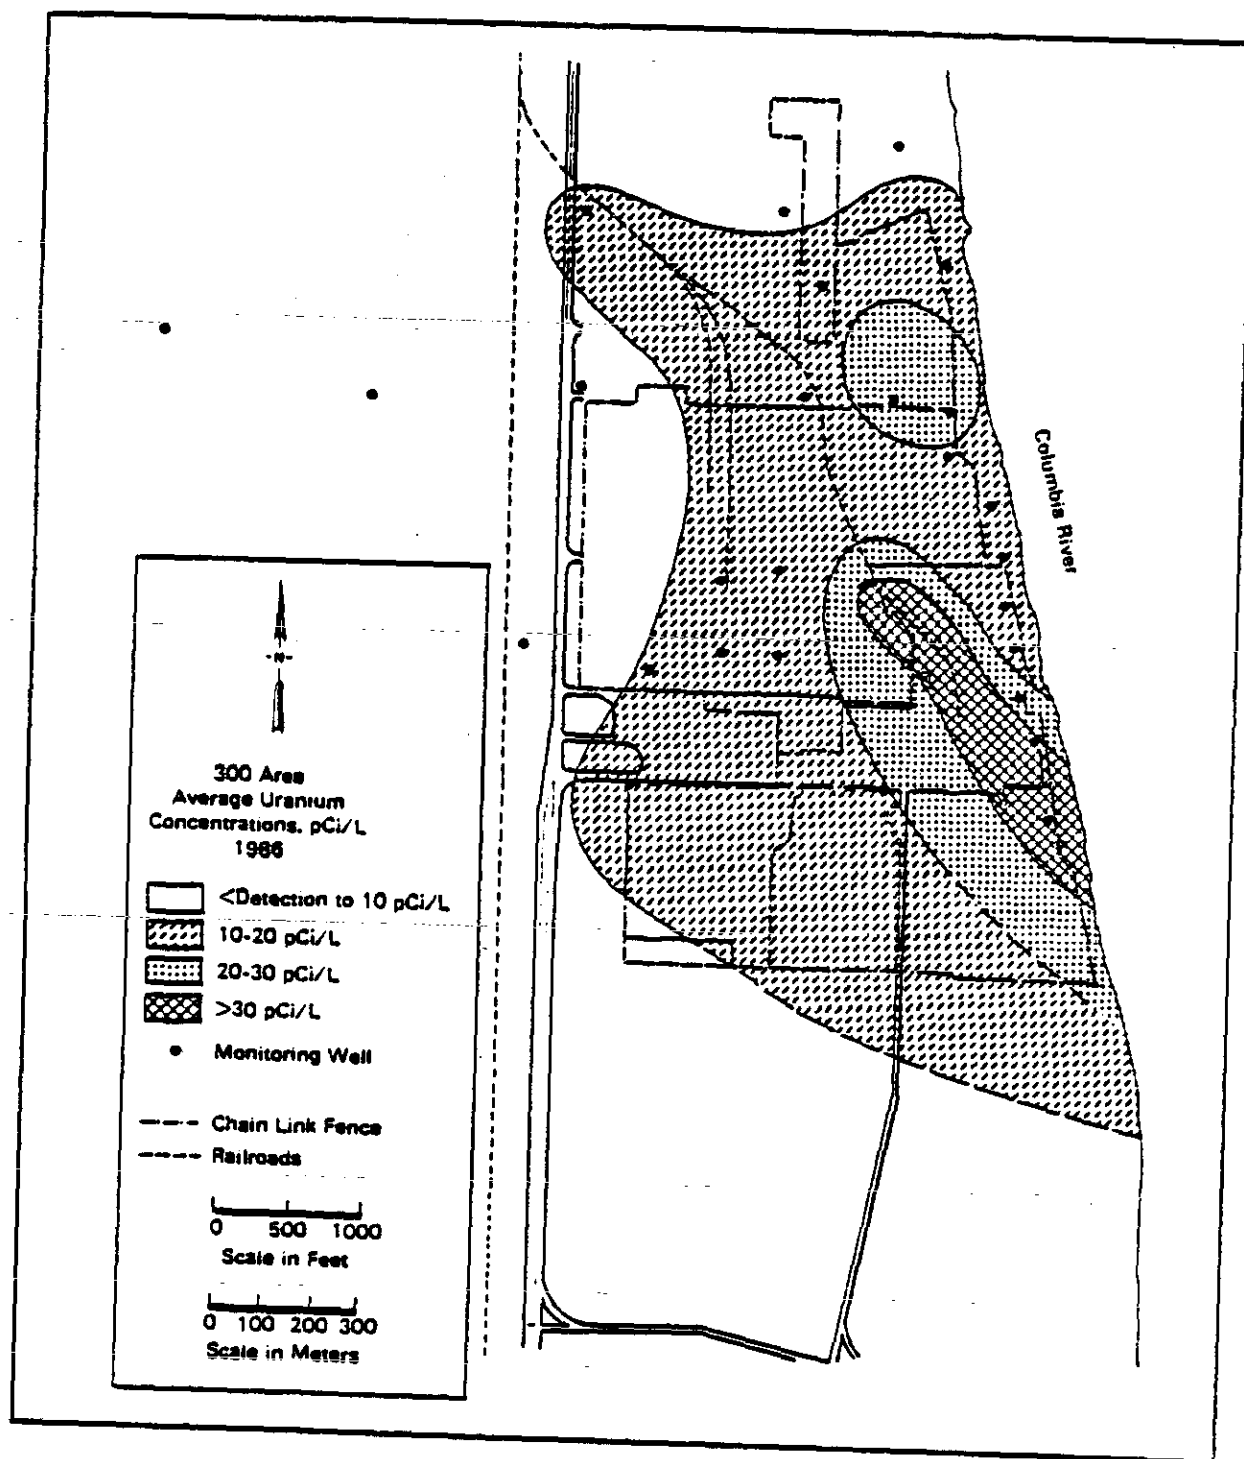 Columbia River
N
300 Area
Average Uranium
Concentrations, pCi/L
1986
<Detection to 10 pCi/L
10-20 pCi/L
20-30 pCi/L
>30 pCi/L
Monitoring Well
Chain Link Fence
Railroads
0 500 1000
Scale in Feet
0 100 200 300
Scale in Meters